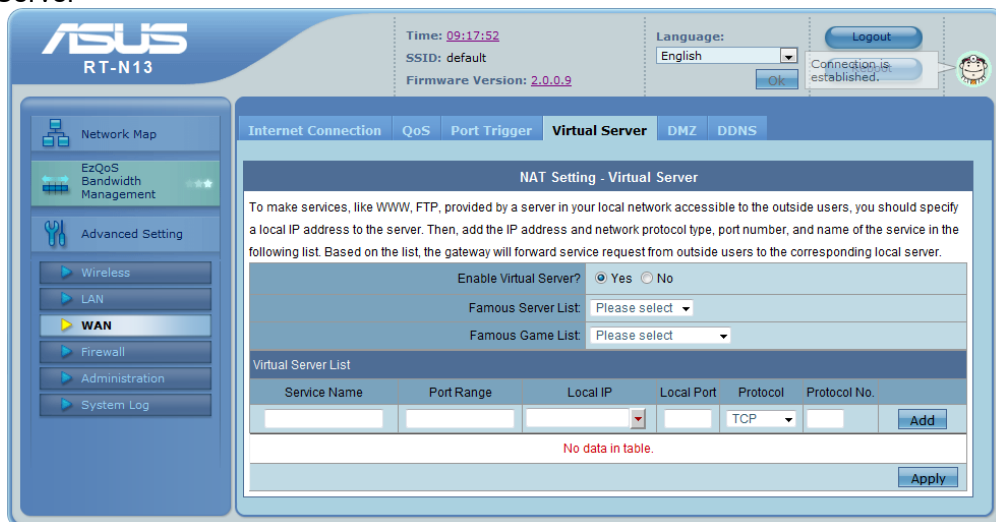 ASUS
RT-N13
Time: 09:17:52
SSID: default
Firmware Version: 2.0.0.9
Language:
English
Ok
Logout
Connection is
established.
Network Map
EzQoS
Bandwidth
Management
Advanced Setting
Wireless
LAN
WAN
Firewall
Administration
System Log
Internet Connection QoS Port Trigger Virtual Server DMZ DDNS
NAT Setting - Virtual Server
To make services, like WWW, FTP, provided by a server in your local network accessible to the outside users, you should specify
a local IP address to the server. Then, add the IP address and network protocol type, port number, and name of the service in the
following list. Based on the list, the gateway will forward service request from outside users to the corresponding local server.
Enable Virtual Server? Yes No
Famous Server List: Please select
Famous Game List: Please select
Virtual Server List
Service Name Port Range Local IP Local Port Protocol Protocol No.
TCP Add
No data in table.
Apply